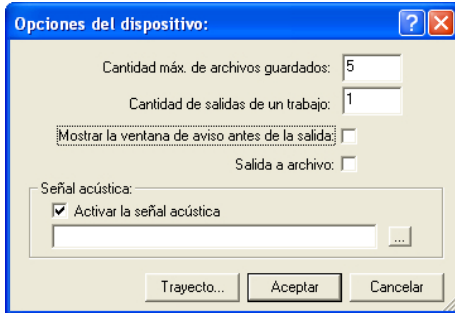 Opciones del dispositivo:
Cantidad máx. de archivos guardados: 5
Cantidad de salidas de un trabajo: 1
Mostrar la ventana de aviso antes de la salida:
Salida a archivo:
Señal acústica:
Activar la señal acústica
...
Trayecto... Aceptar Cancelar